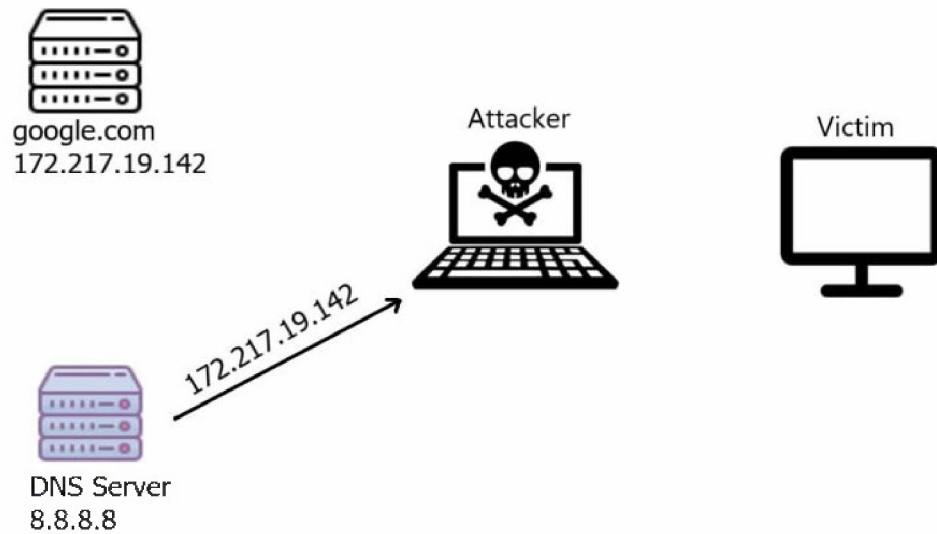 google.com
172.217.19.142
Attacker
Victim
172.217.19.142
DNS Server
8.8.8.8